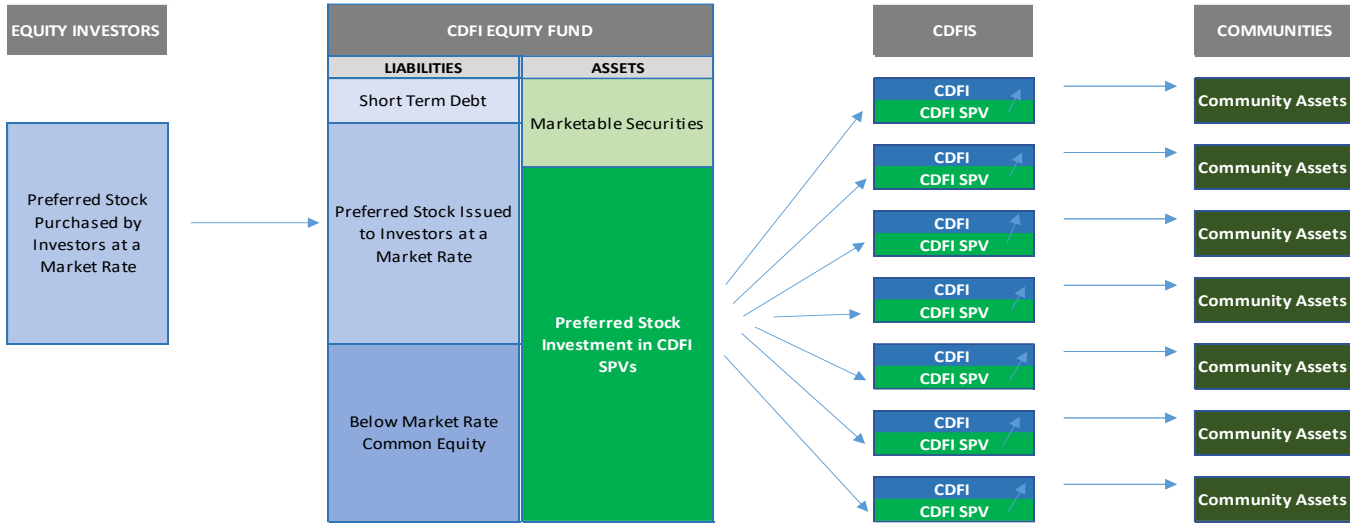 EQUITY INVESTORS
CDFI EQUITY FUND
CDFIS
COMMUNITIES
LIABILITIES
ASSETS
Short Term Debt
Marketable Securities
Preferred Stock
Purchased by
Investors at a
Market Rate
Preferred Stock Issued
to Investors at a
Market Rate
Below Market Rate
Common Equity
Preferred Stock
Investment in CDFI
SPVs
CDFI
CDFI SPV
Community Assets
CDFI
CDFI SPV
Community Assets
CDFI
CDFI SPV
Community Assets
CDFI
CDFI SPV
Community Assets
CDFI
CDFI SPV
Community Assets
CDFI
CDFI SPV
Community Assets
CDFI
CDFI SPV
Community Assets